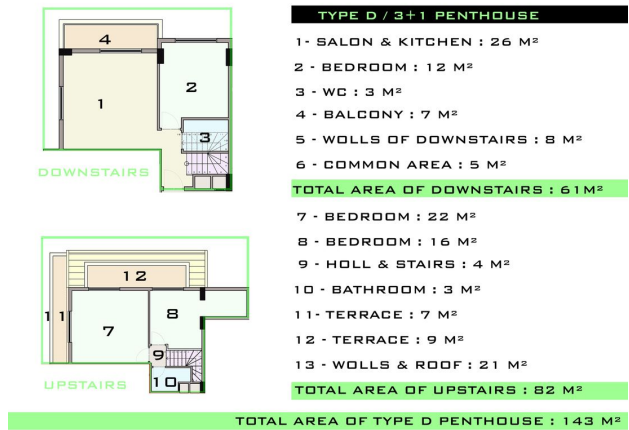 TYPE D / 3+1 PENTHOUSE
1- SALON & KITCHEN : 26 M²
2 - BEDROOM : 12 M²
3 - WC : 3 M²
4 - BALCONY : 7 M²
5 - WOLLS OF DOWNSTAIRS : 8 M²
6 - COMMON AREA : 5 M²
TOTAL AREA OF DOWNSTAIRS : 61M²
4
2
1
3
DOWNSTAIRS
7 - BEDROOM : 22 M²
8 - BEDROOM : 16 M²
9 - HOLL & STAIRS : 4 M²
10 - BATHROOM : 3 M²
11- TERRACE : 7 M²
12 - TERRACE : 9 M²
13 - WOLLS & ROOF : 21 M²
TOTAL AREA OF UPSTAIRS : 82 M²
12
11
7
8
9
10
UPSTAIRS
TOTAL AREA OF TYPE D PENTHOUSE : 143 M²